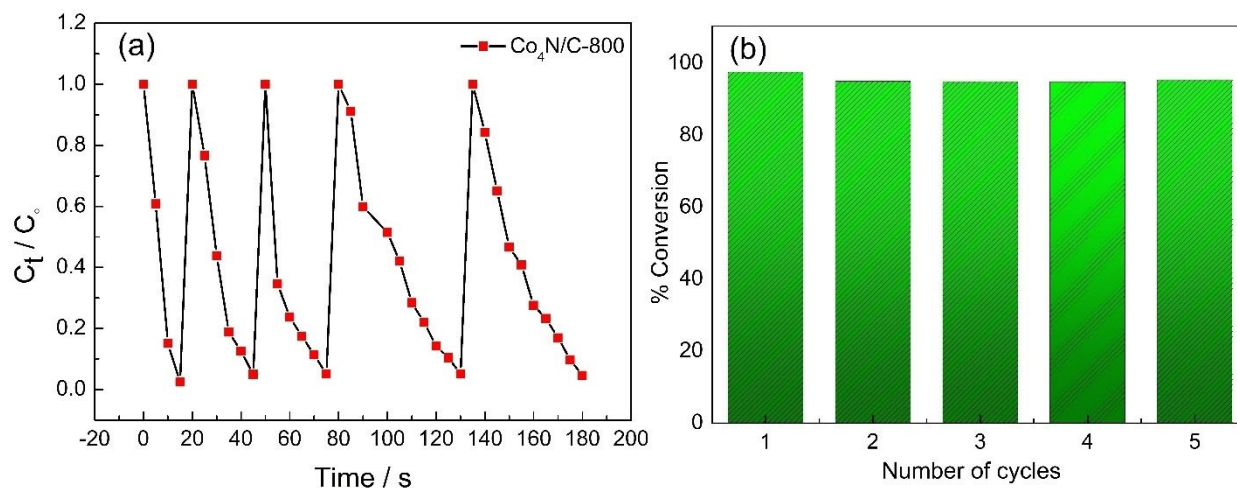 (a)
Co₄N/C-800
Cₜ / C₀
1.2
1.0
0.8
0.6
0.4
0.2
0.0
-20 0 20 40 60 80 100 120 140 160 180 200
Time / s
(b)
% Conversion
100
80
60
40
20
0
1 2 3 4 5
Number of cycles